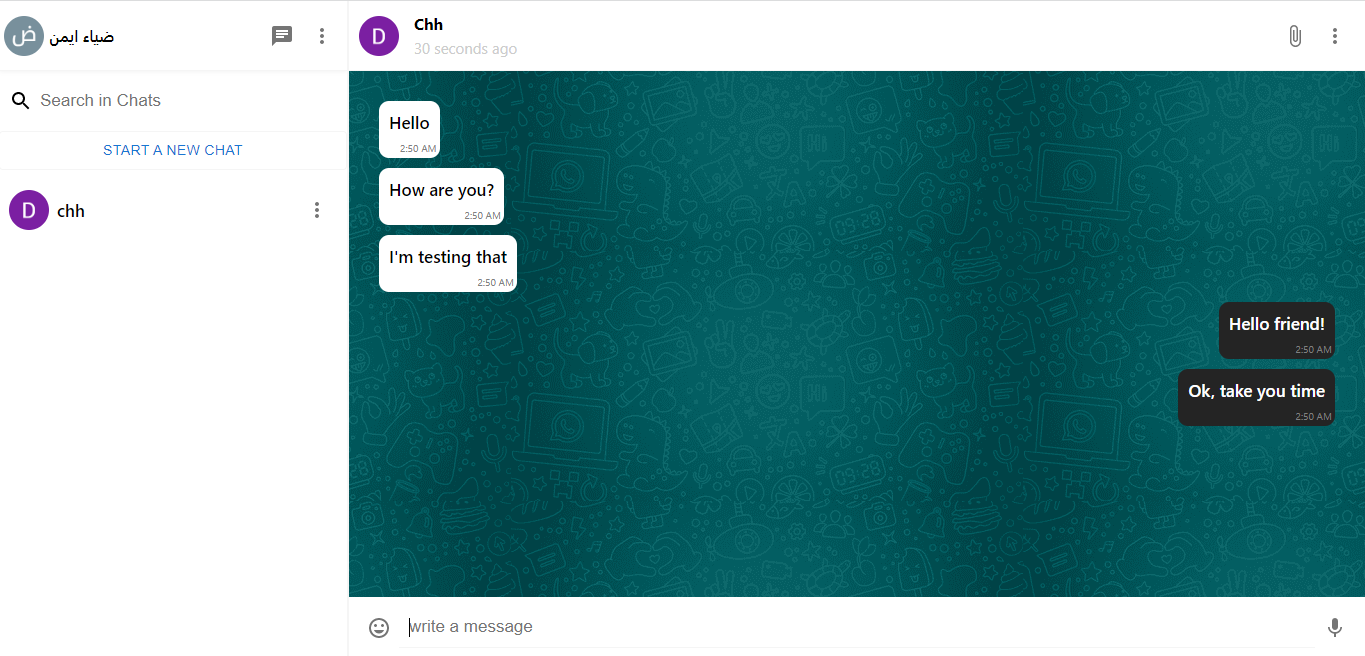 ض ضياء ايمن
Search in Chats
START A NEW CHAT
D chh
D Chh
30 seconds ago
Hello
2:50 AM
How are you?
2:50 AM
I'm testing that
2:50 AM
Hello friend!
2:50 AM
Ok, take you time
2:50 AM
write a message